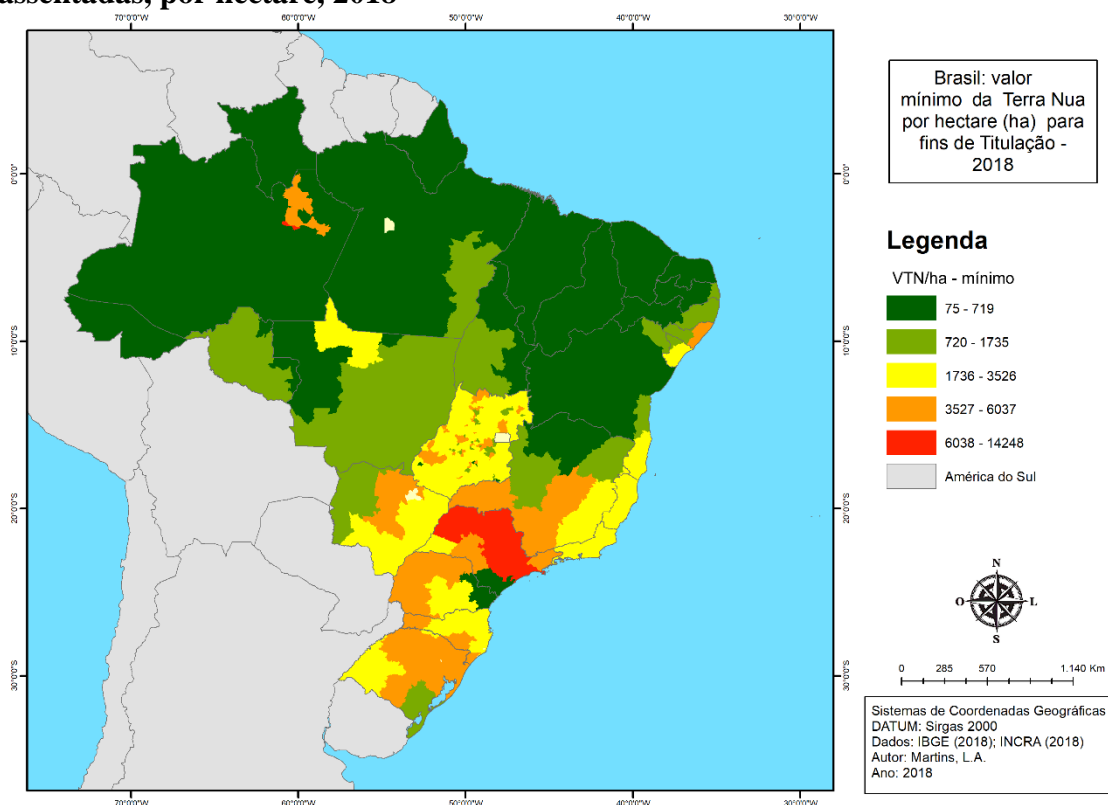 assentadas, por hectare, 2018
70°0'0"W 60°0'0"W 50°0'0"W 40°0'0"W 30°0'0"W
0°0'0"
10°0'0"S
20°0'0"S
30°0'0"S
0°0'0"
10°0'0"S
20°0'0"S
30°0'0"S
70°0'0"W 60°0'0"W 50°0'0"W 40°0'0"W 30°0'0"W
Brasil: valor
mínimo da Terra Nua
por hectare (ha) para
fins de Titulação -
2018
Legenda
VTN/ha - mínimo
75 - 719
720 - 1735
1736 - 3526
3527 - 6037
6038 - 14248
América do Sul
N
O L
S
0 285 570 1.140 Km
Sistemas de Coordenadas Geográficas
DATUM: Sirgas 2000
Dados: IBGE (2018); INCRA (2018)
Autor: Martins, L.A.
Ano: 2018